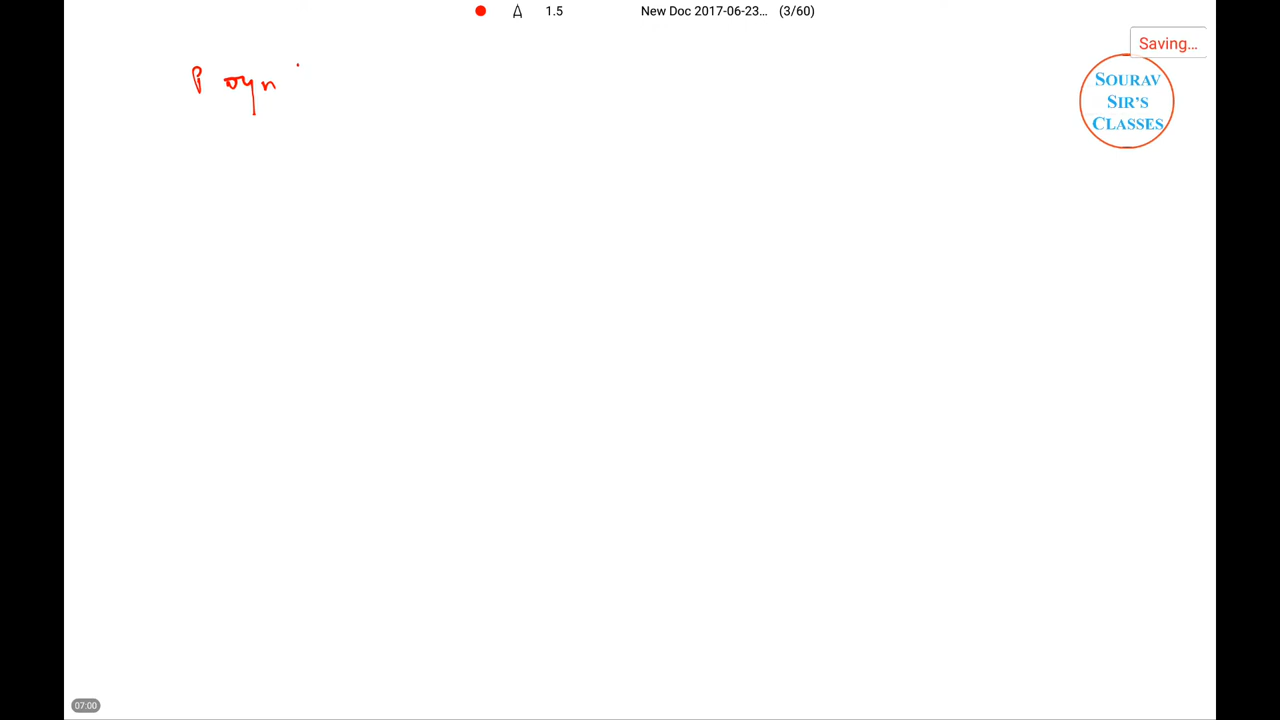 1.5 New Doc 2017-06-23... (3/60)
Saving...
SOURAV
SIR'S
CLASSES
07:00